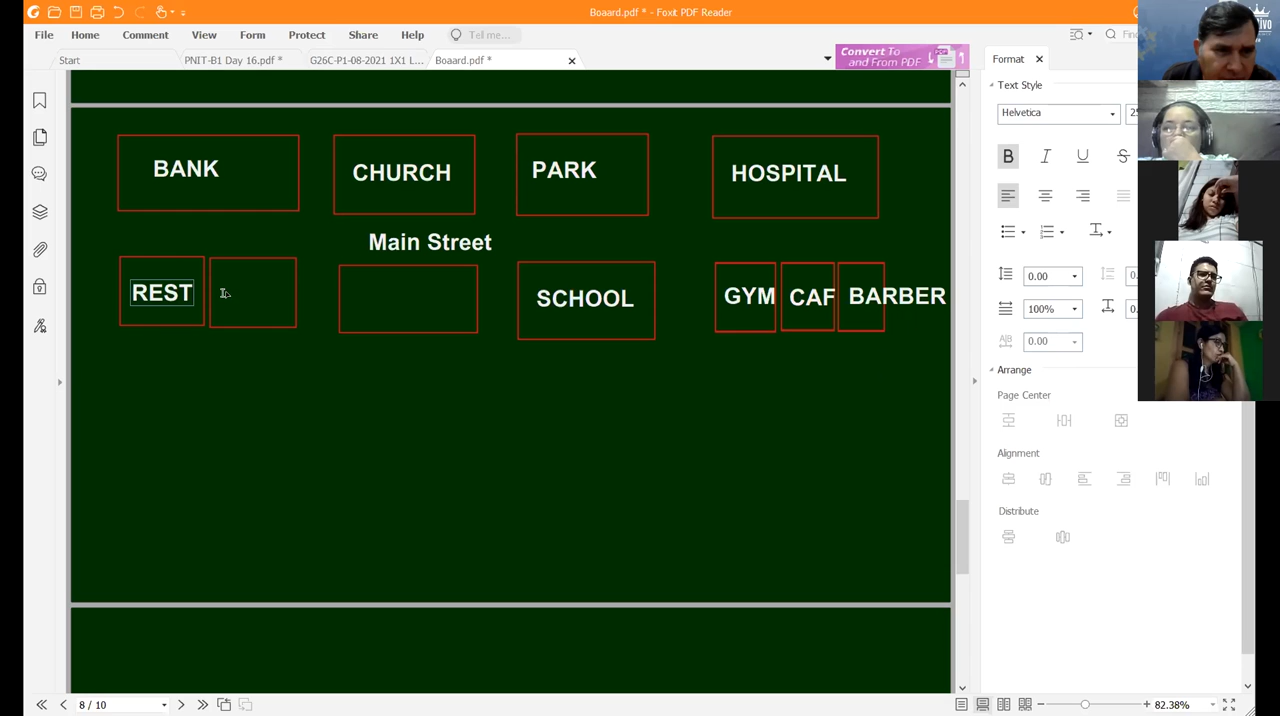 Boaard.pdf * - Foxit PDF Reader
File Home Comment View Form Protect Share Help Tell me...
Start PNIT-B1 Day 16.pdf * G26C-P1-08-2021 1X1 L... Boaard.pdf *
Convert To
and From PDF
Format
Text Style
Helvetica
0.00
100%
0.00
Arrange
Page Center
Alignment
Distribute
BANK CHURCH PARK HOSPITAL
Main Street
REST SCHOOL GYM CAF BARBER
8 / 10
82.38%